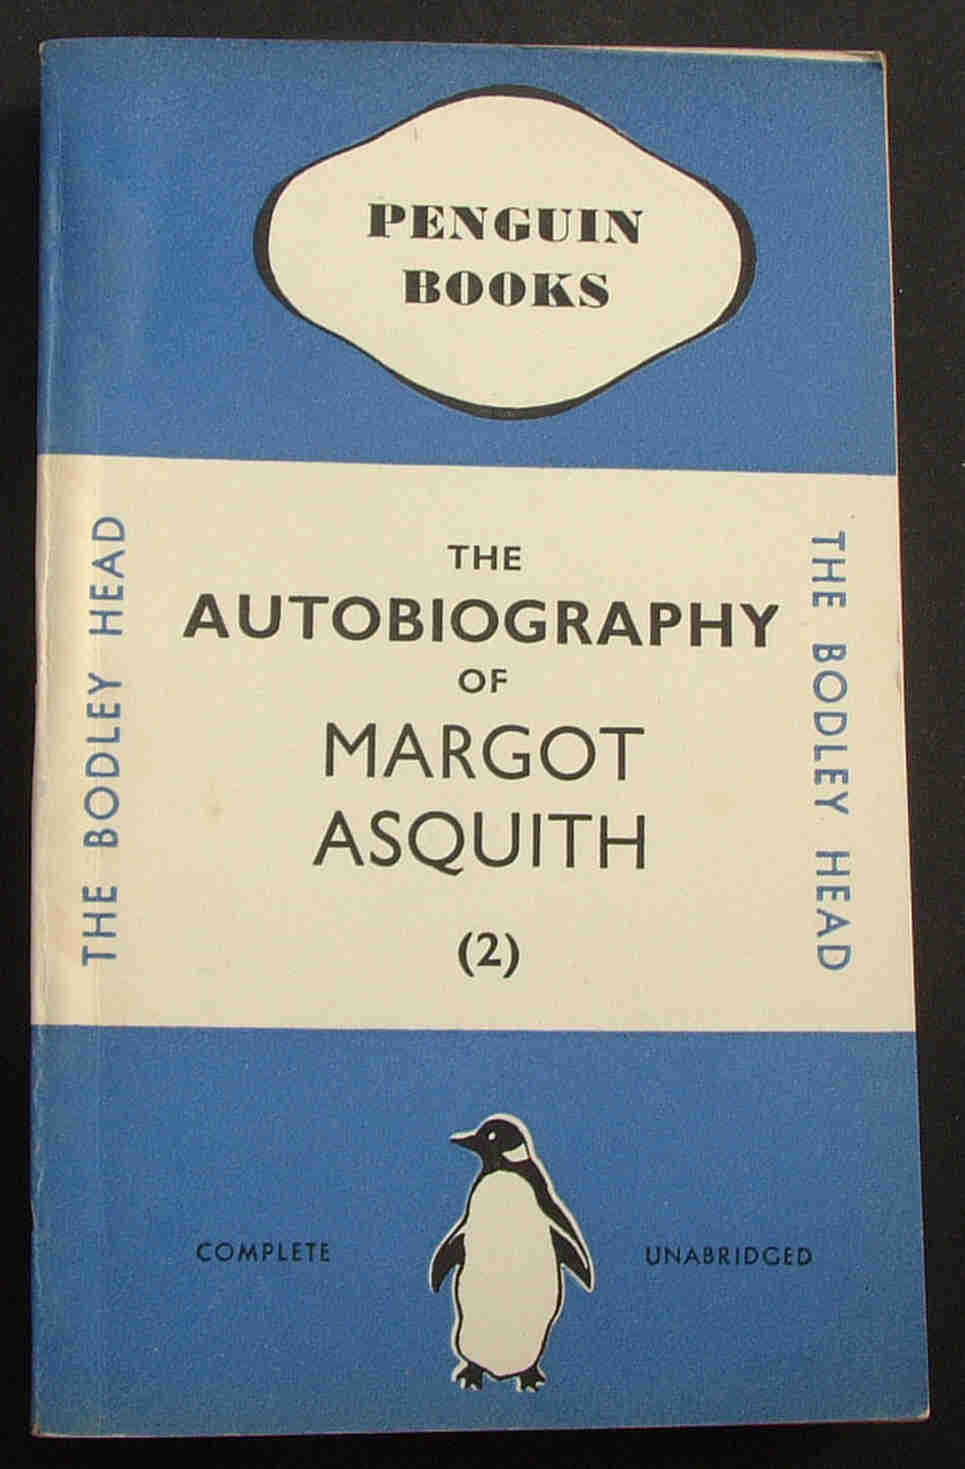 PENGUIN
BOOKS
THE BODLEY HEAD
THE
AUTOBIOGRAPHY
OF
MARGOT
ASQUITH
(2)
THE BODLEY HEAD
COMPLETE
UNABRIDGED